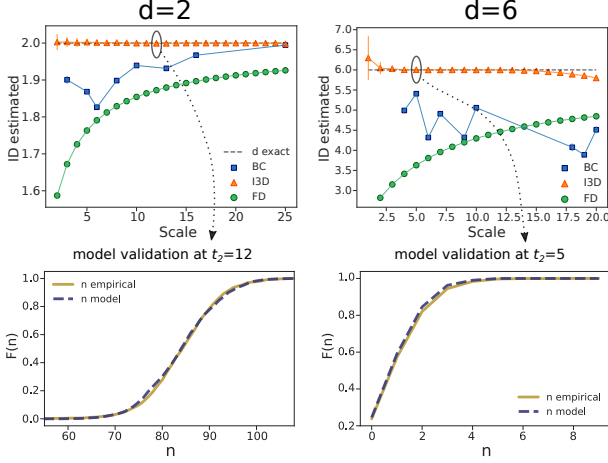 d=2
d=6
ID estimated
2.0
1.9
1.8
1.7
1.6
5
10
15
20
25
Scale
d exact
BC
I3D
FD
ID estimated
6.0
5.5
5.0
4.5
4.0
3.5
3.0
2.5
5.0
7.5
10.0
12.5
15.0
17.5
20.0
Scale
d exact
BC
I3D
FD
model validation at t₂=12
model validation at t₂=5
F(n)
1.0
0.8
0.6
0.4
0.2
0.0
60
70
80
90
100
n
n empirical
n model
F(n)
1.0
0.8
0.6
0.4
0.2
0
2
4
6
8
n
n empirical
n model